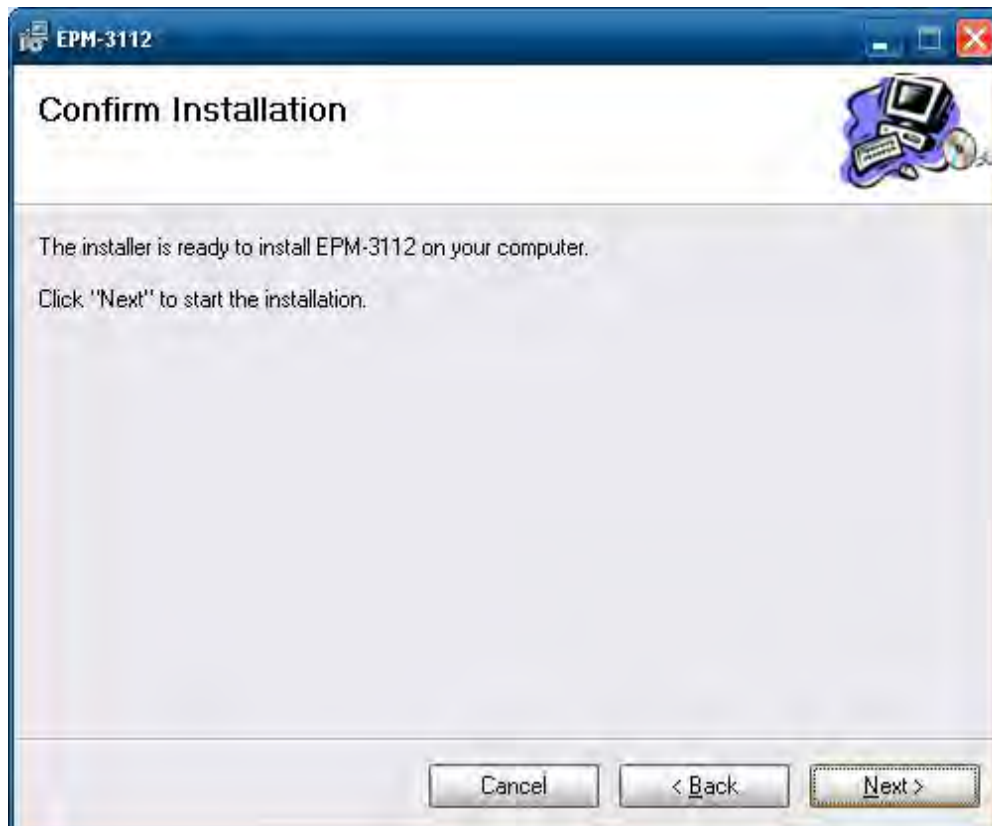 EPM-3112
Confirm Installation
The installer is ready to install EPM-3112 on your computer.
Click "Next" to start the installation.
Cancel
< Back
Next >